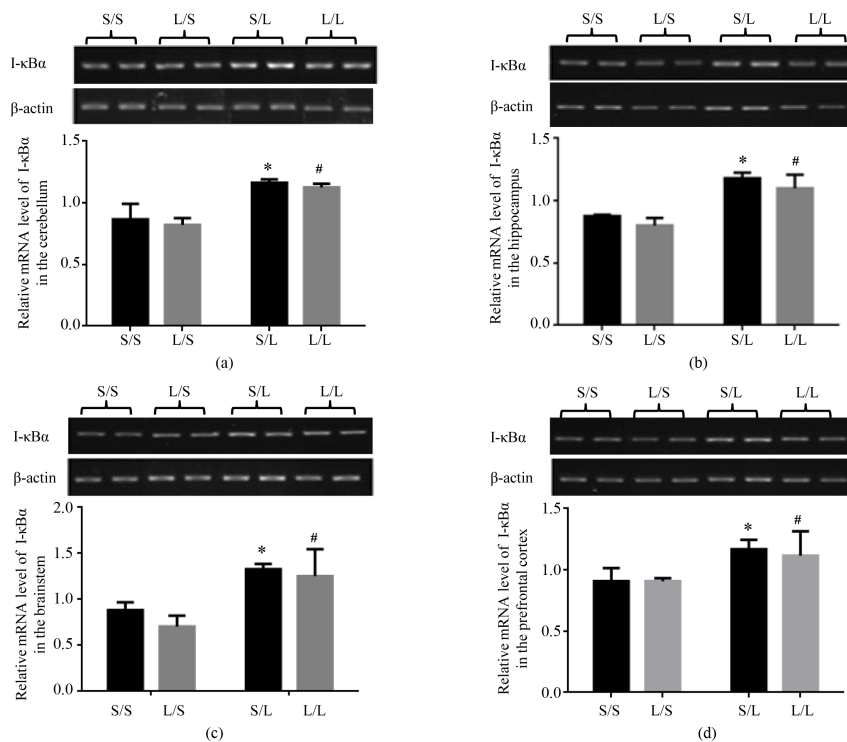 S/S L/S S/L L/L
I-κBα
β-actin
Relative mRNA level of I-κBα
in the cerebellum
1.5
1.0
0.5
0.0
* #
S/S L/S S/L L/L
(a)
S/S L/S S/L L/L
I-κBα
β-actin
Relative mRNA level of I-κBα
in the hippocampus
1.5
1.0
0.5
0.0
* #
S/S L/S S/L L/L
(b)
S/S L/S S/L L/L
I-κBα
β-actin
Relative mRNA level of I-κBα
in the brainstem
2.0
1.5
1.0
0.5
0.0
* #
S/S L/S S/L L/L
(c)
S/S L/S S/L L/L
I-κBα
β-actin
Relative mRNA level of I-κBα
in the prefrontal cortex
1.5
1.0
1.5
1.0
* #
S/S L/S S/L L/L
(d)